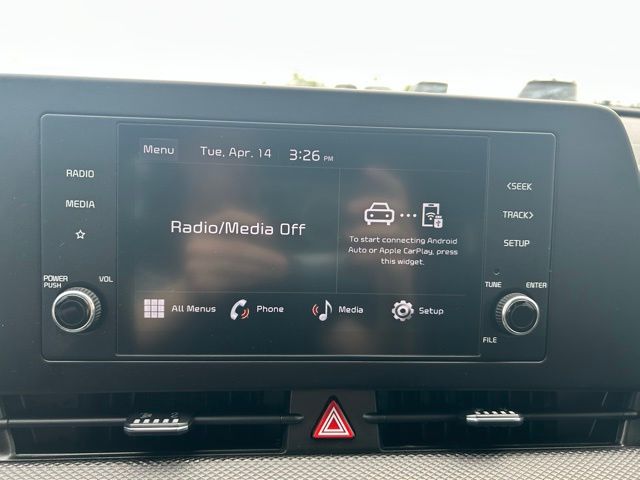 Menu Tue, Apr. 14 3:26 PM
RADIO
MEDIA
POWER
PUSH
VOL
Radio/Media Off
To start connecting Android
Auto or Apple CarPlay, press
this widget.
All Menus Phone Media Setup
<SEEK
TRACK>
SETUP
TUNE ENTER
FILE